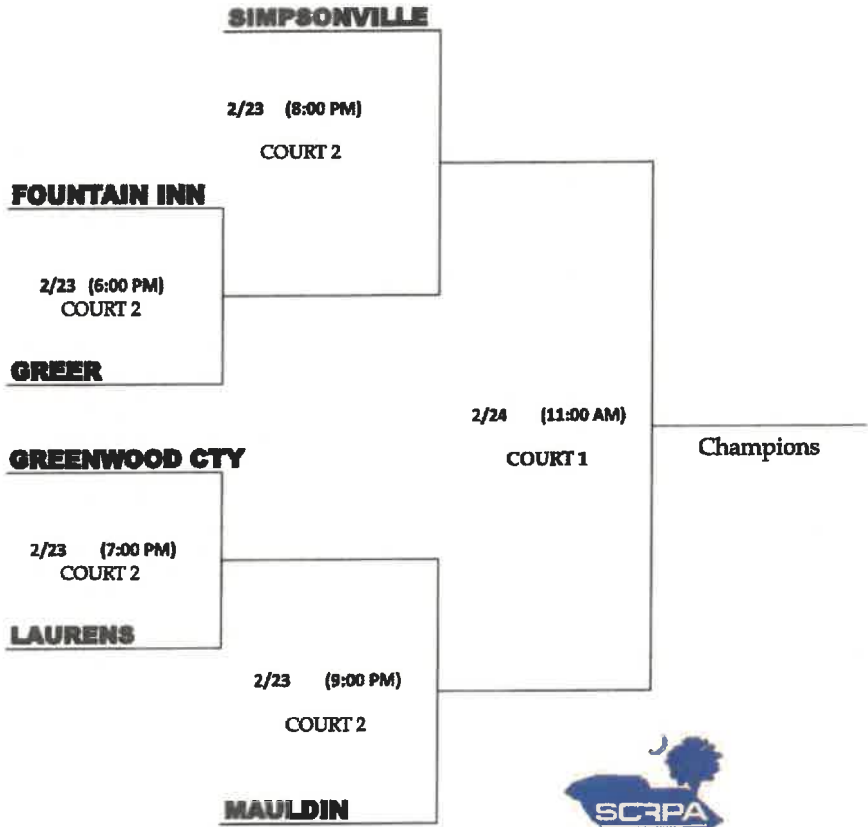 SIMPSONVILLE
2/23 (8:00 PM)
COURT 2
FOUNTAIN INN
2/23 (6:00 PM)
COURT 2
GREER
2/24 (11:00 AM)
COURT 1
Champions
GREENWOOD CTY
2/23 (7:00 PM)
COURT 2
LAURENS
2/23 (9:00 PM)
COURT 2
MAULDIN
SCRPA